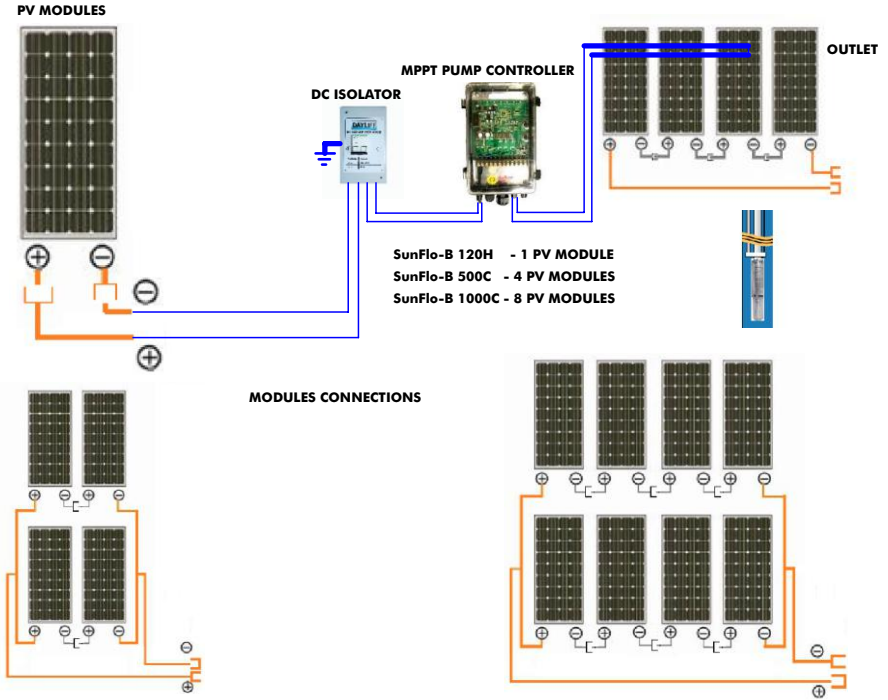 PV MODULES
OUTLET
MPPT PUMP CONTROLLER
DC ISOLATOR
DAYLIFF
SunFlo-B 120H - 1 PV MODULE
SunFlo-B 500C - 4 PV MODULES
SunFlo-B 1000C - 8 PV MODULES
MODULES CONNECTIONS